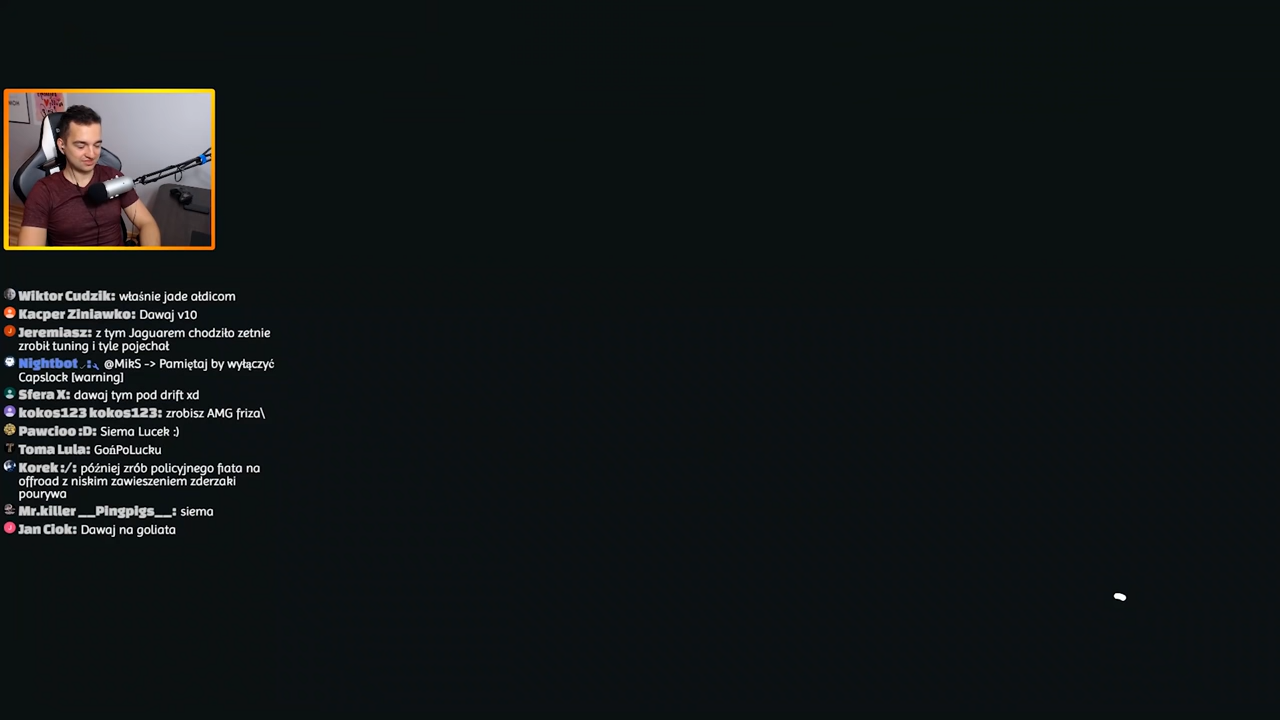 Wiktor Cudzik: właśnie jade ałdicom
Kacper Ziniawko: Dawaj v10
Jeremiasz: z tym Jaguarem chodziło zetnie
zrobił tuning i tyle pojechał
Nightbot: @MikS -> Pamiętaj by wyłączyć
Capslock [warning]
Sfera X: dawaj tym pod drift xd
kokos123 kokos123: zrobisz AMG friza\
Pawcioo :D: Siema Lucek :)
Toma Lula: GońPoLucku
Korek :/: później zrób policyjnego fiata na
offroad z niskim zawieszeniem zderzaki
pourywa
Mr.killer __Pingpigs__: siema
Jan Ciok: Dawaj na goliata